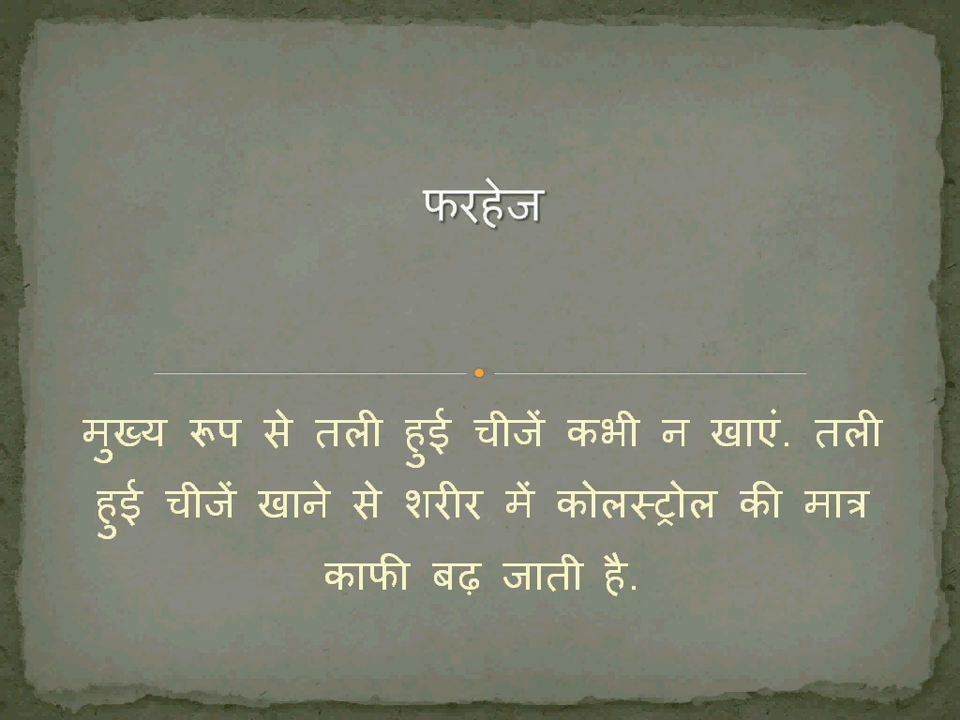 फरहेज
मुख्य रूप से तली हुई चीजें कभी न खाएं. तली
हुई चीजें खाने से शरीर में कोलस्ट्रोल की मात्र
काफी बढ़ जाती है.